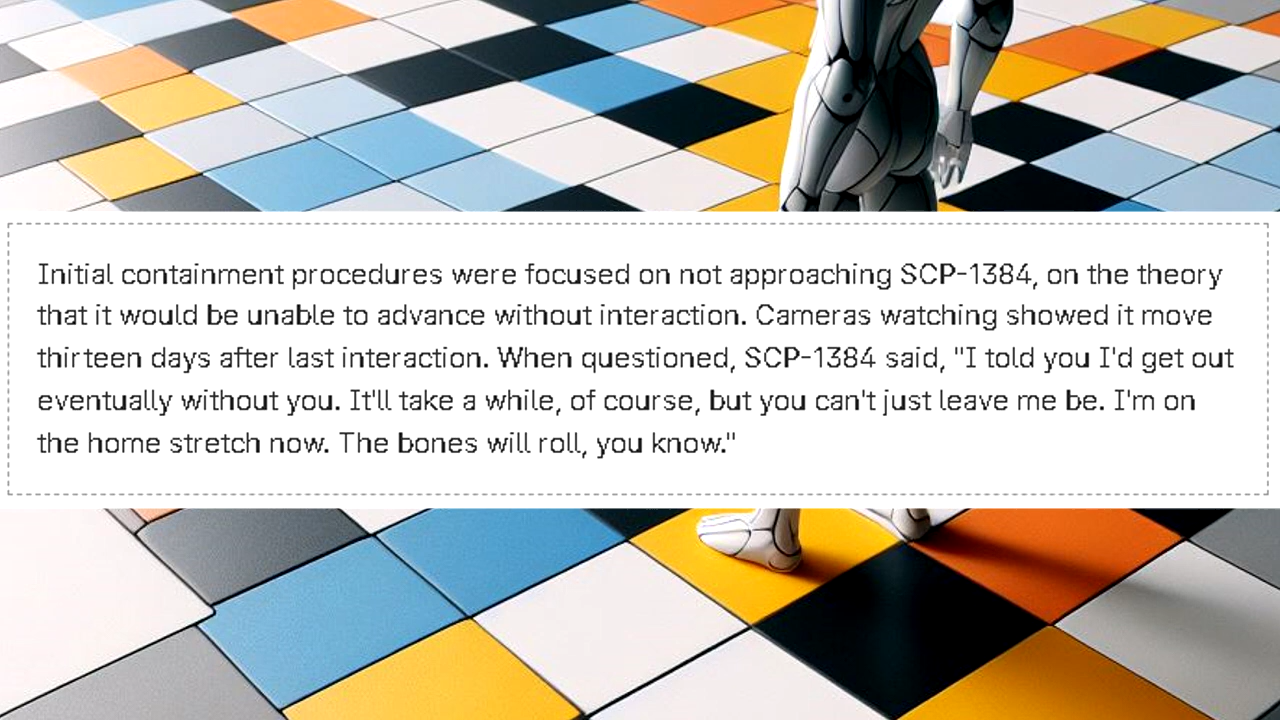 Initial containment procedures were focused on not approaching SCP-1384, on the theory
that it would be unable to advance without interaction. Cameras watching showed it move
thirteen days after last interaction. When questioned, SCP-1384 said, "I told you I'd get out
eventually without you. It'll take a while, of course, but you can't just leave me be. I'm on
the home stretch now. The bones will roll, you know."